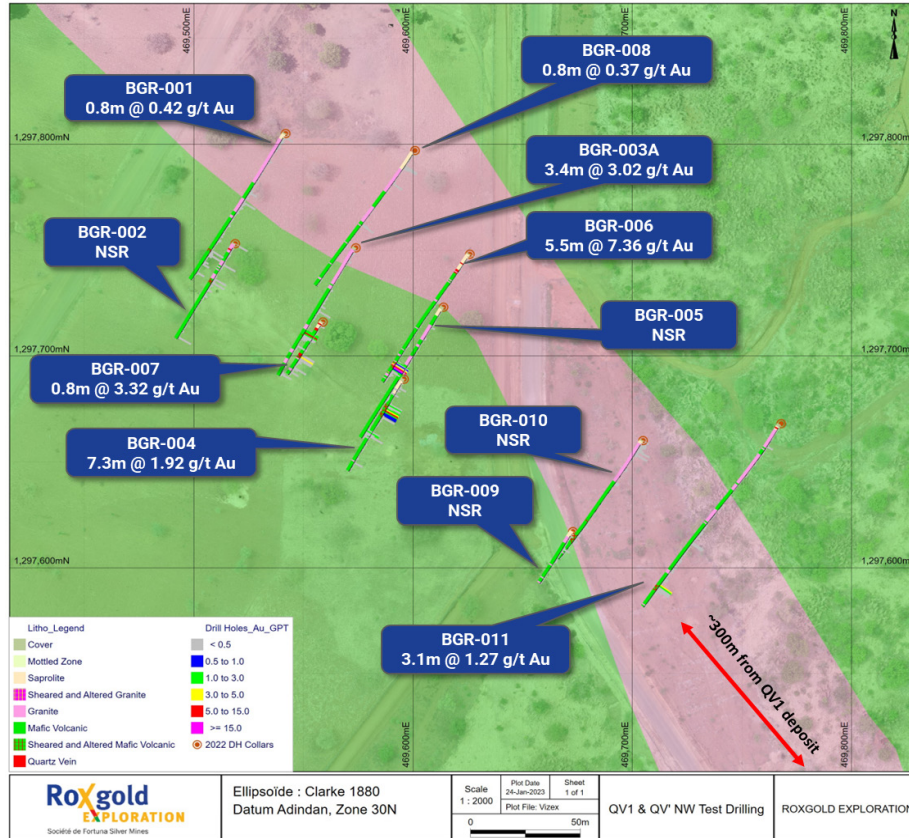 469,500mE
469,600mE
469,700mE
469,800mE
N
BGR-008
0.8m @ 0.37 g/t Au
BGR-001
0.8m @ 0.42 g/t Au
1,297,800mN
1,297,800mN
BGR-003A
3.4m @ 3.02 g/t Au
BGR-006
5.5m @ 7.36 g/t Au
BGR-002
NSR
BGR-005
NSR
1,297,700mN
1,297,700mN
BGR-007
0.8m @ 3.32 g/t Au
BGR-010
NSR
BGR-004
7.3m @ 1.92 g/t Au
BGR-009
NSR
1,297,600mN
1,297,600mN
BGR-011
3.1m @ 1.27 g/t Au
~300m from QV1 deposit
Litho_Legend
Cover
Mottled Zone
Saprolite
Sheared and Altered Granite
Granite
Mafic Volcanic
Sheared and Altered Mafic Volcanic
Quartz Vein
Drill Holes_Au_GPT
< 0.5
0.5 to 1.0
1.0 to 3.0
3.0 to 5.0
5.0 to 15.0
>= 15.0
2022 DH Collars
469,600mE
469,700mE
469,800mE
Roxgold
EXPLORATION
Société de Fortuna Silver Mines
Ellipsoïde : Clarke 1880
Datum Adindan, Zone 30N
Scale
1 : 2000
Plot Date
24-Jan-2023
Sheet
1 of 1
Plot File: Vizex
0 50m
QV1 & QV' NW Test Drilling
ROXGOLD EXPLORATION